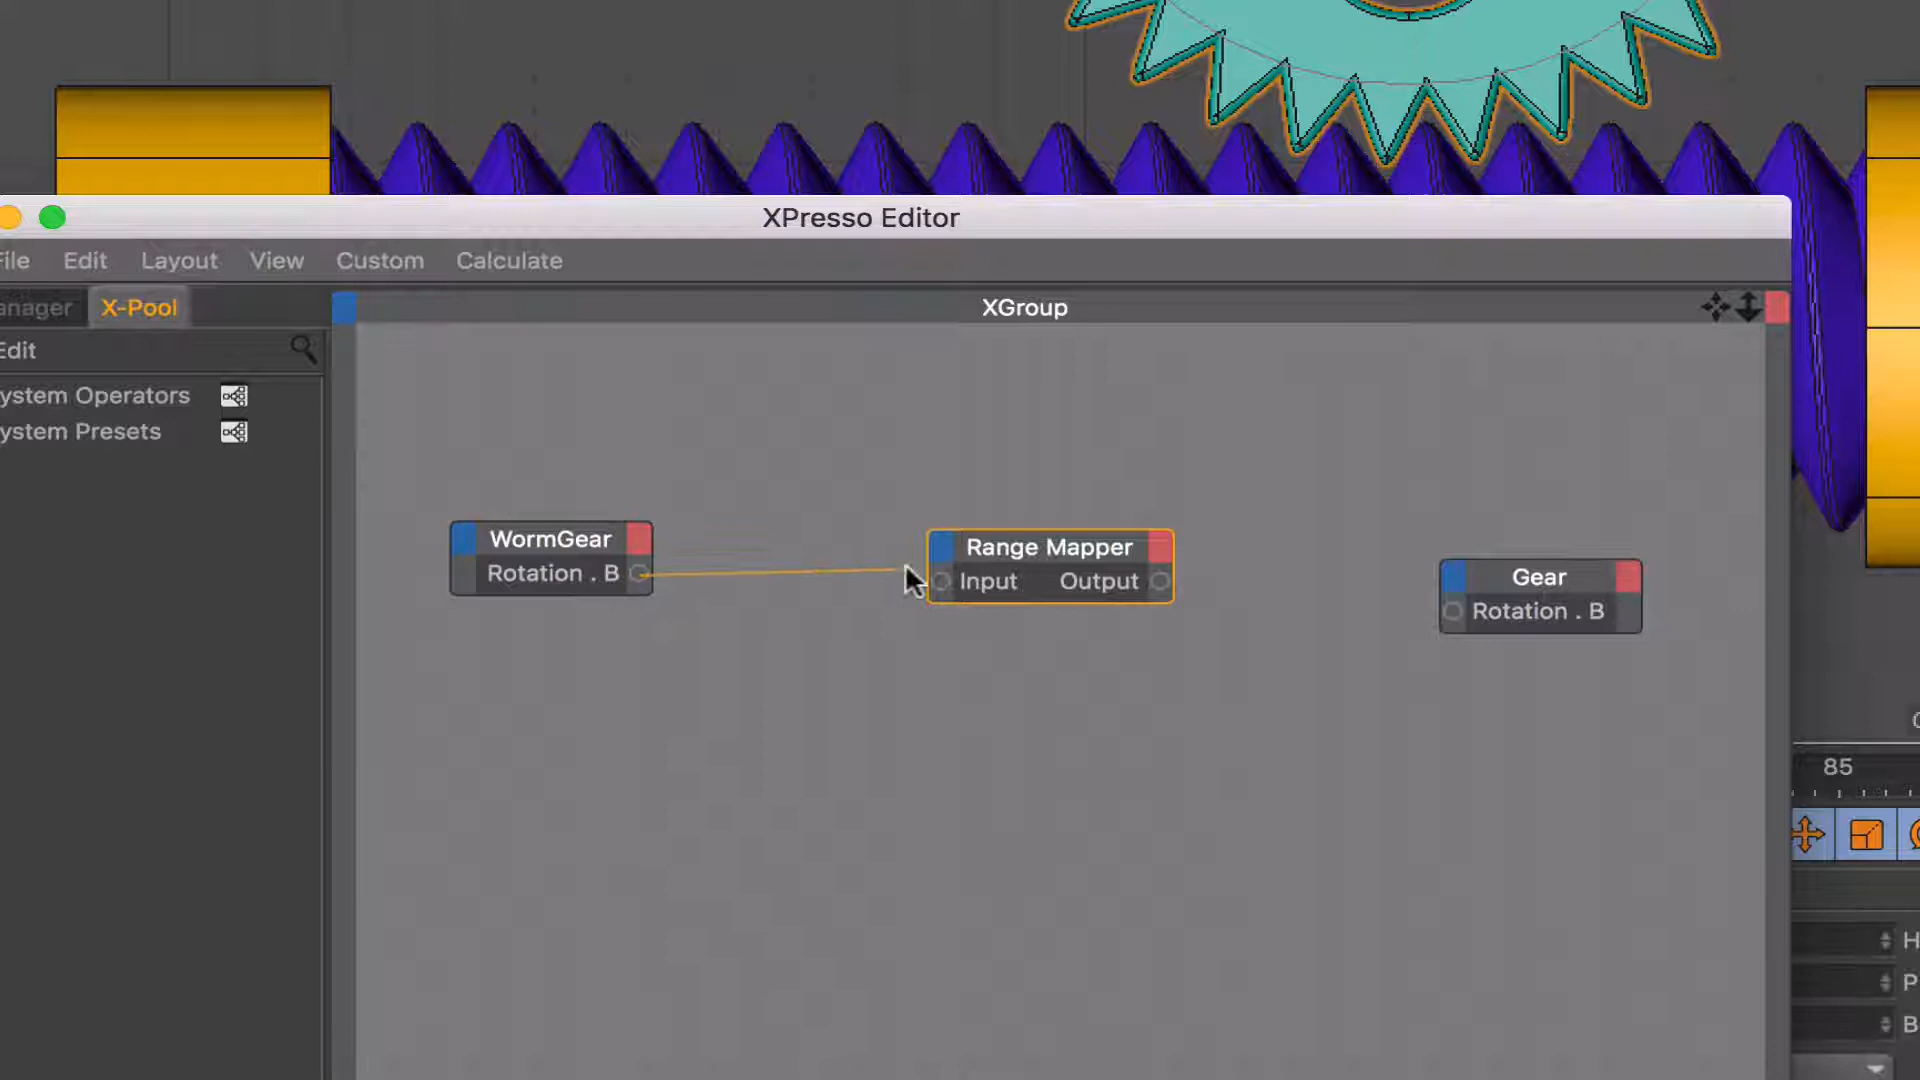 XPresso Editor
File Edit Layout View Custom Calculate
anager X-Pool
XGroup
Edit
ystem Operators
ystem Presets
WormGear
Rotation . B
Range Mapper
Input Output
Gear
Rotation . B
85
H
P
B